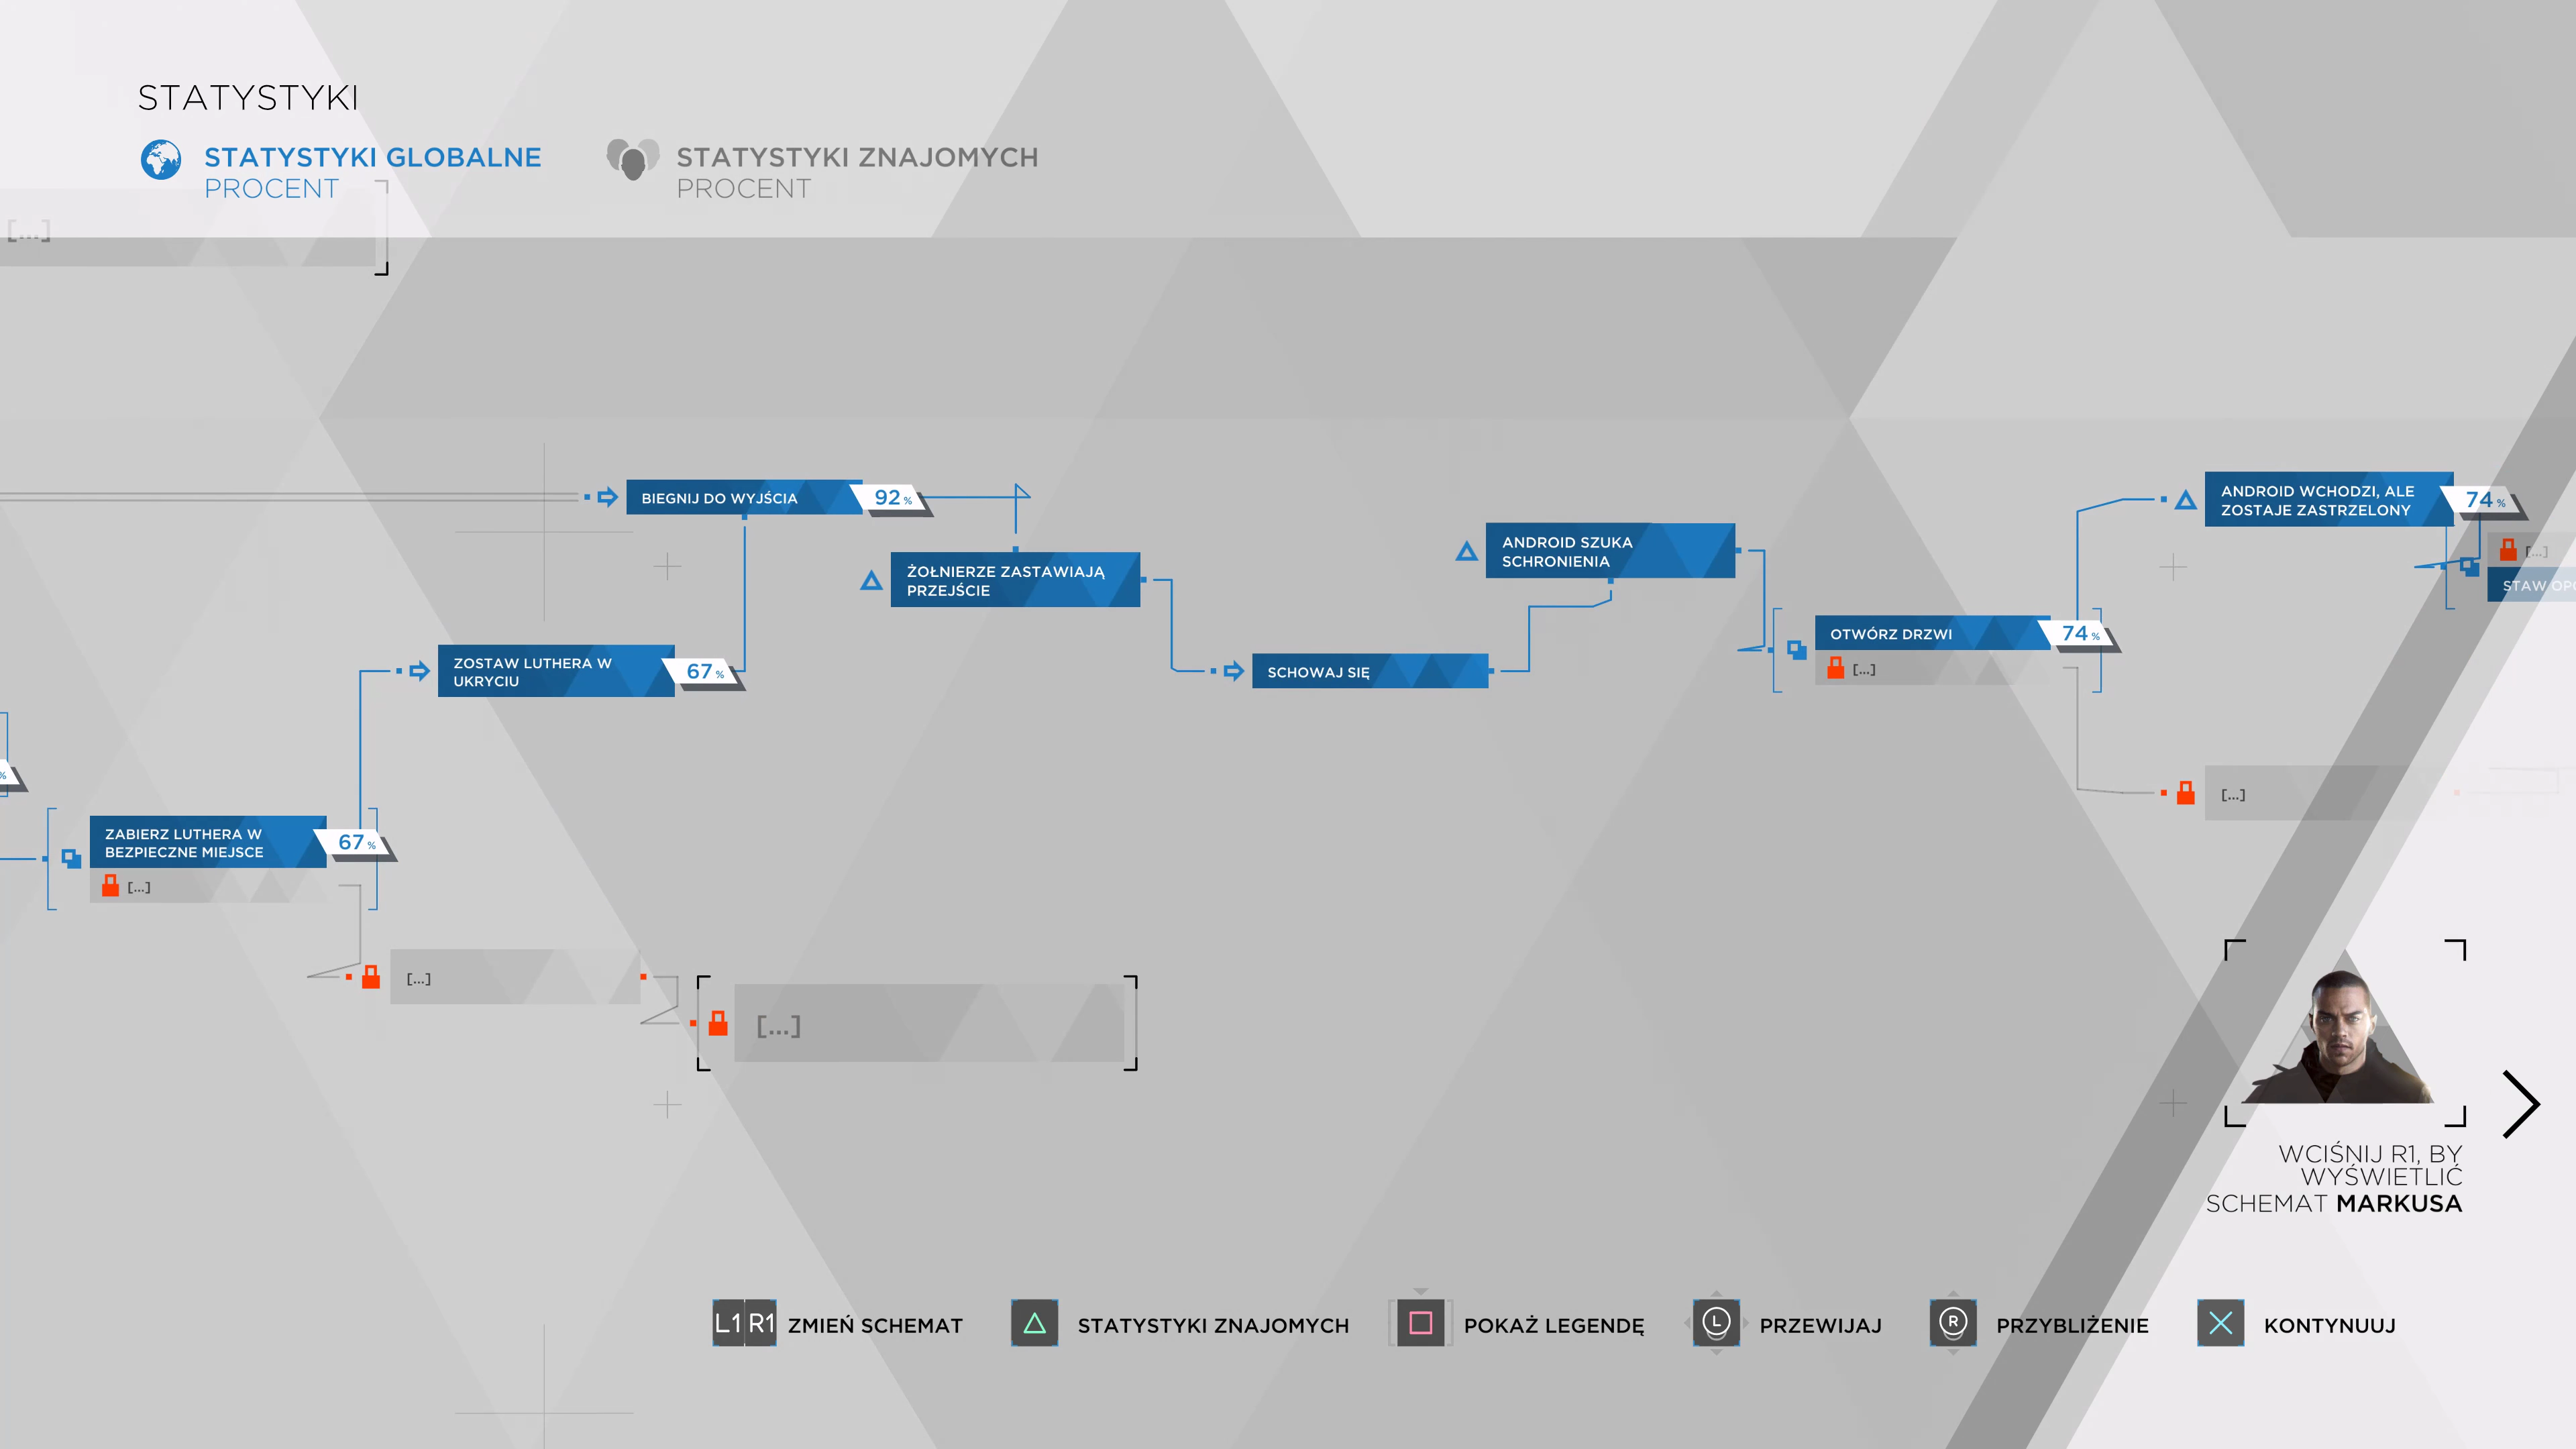 STATYSTYKI
STATYSTYKI GLOBALNE
PROCENT
STATYSTYKI ZNAJOMYCH
PROCENT
[...]
BIEGNIJ DO WYJŚCIA
92 %
ŻOŁNIERZE ZASTAWIAJĄ
PRZEJŚCIE
ANDROID SZUKA
SCHRONIENIA
ANDROID WCHODZI, ALE
ZOSTAJE ZASTRZELONY
74 %
[...]
STAW
ZOSTAW LUTHERA W
UKRYCIU
67 %
SCHOWAJ SIĘ
OTWÓRZ DRZWI
74 %
[...]
%
ZABIERZ LUTHERA W
BEZPIECZNE MIEJSCE
67 %
[...]
[...]
[...]
[...]
WCIŚNIJ R1, BY
WYŚWIETLIĆ
SCHEMAT MARKUSA
L1 R1 ZMIEŃ SCHEMAT
STATYSTYKI ZNAJOMYCH
POKAŻ LEGENDĘ
L PRZEWIJAJ
R PRZYBLIŻENIE
KONTYNUUJ